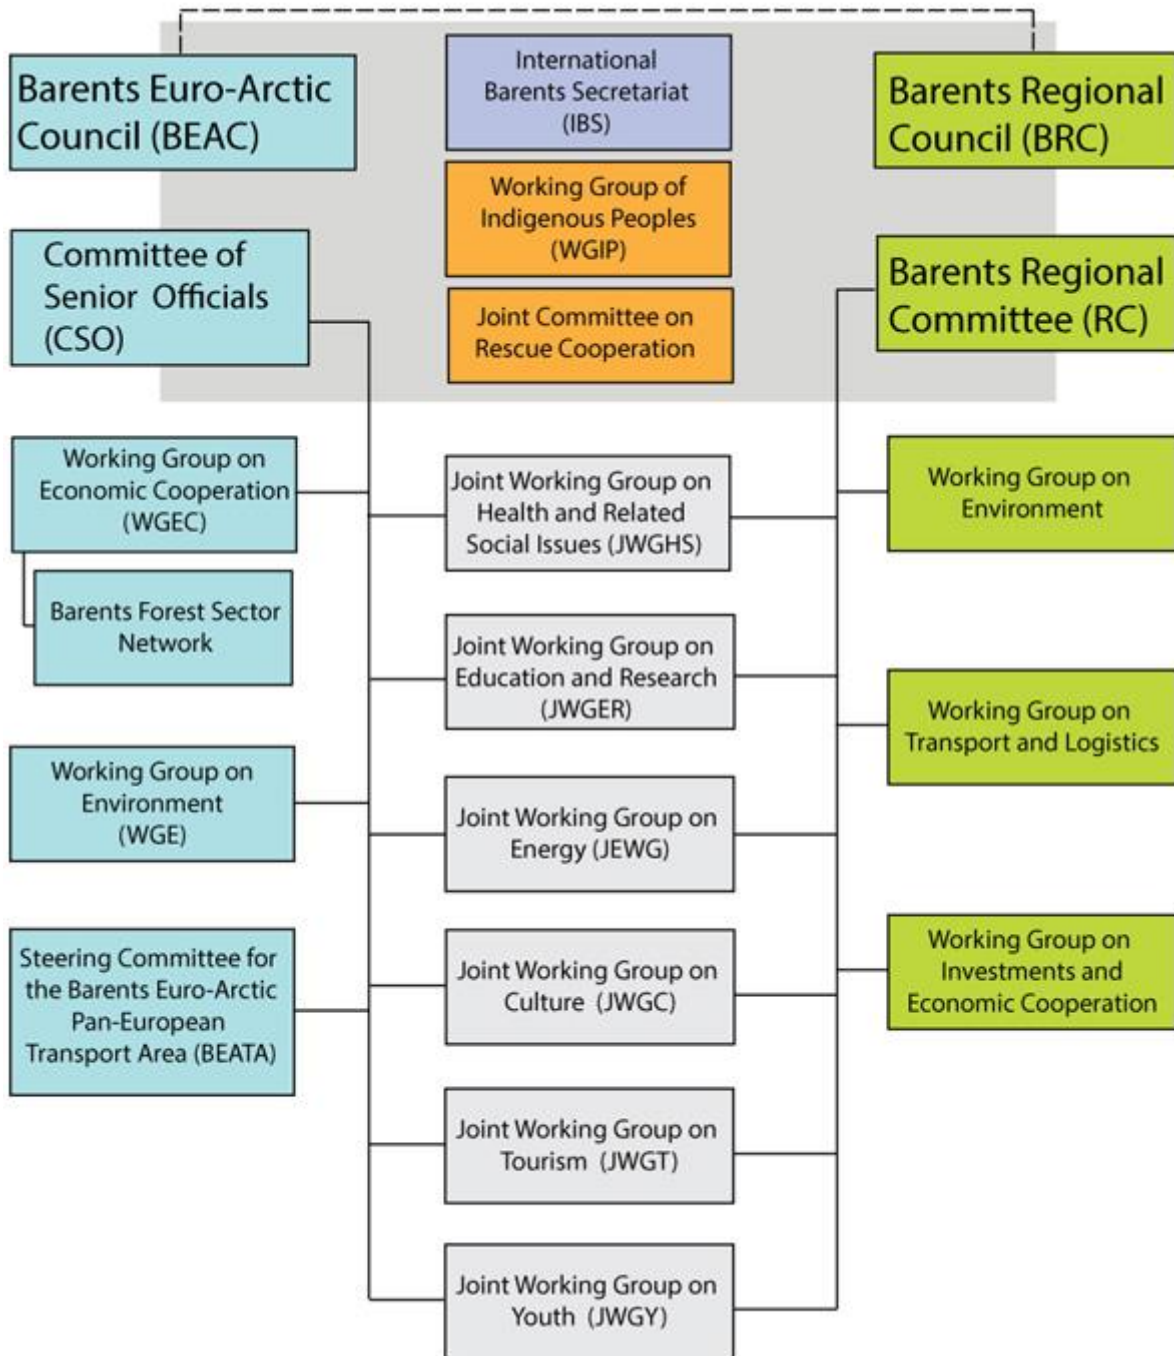 Barents Euro-Arctic
Council (BEAC)
International
Barents Secretariat
(IBS)
Barents Regional
Council (BRC)
Working Group of
Indigenous Peoples
(WGIP)
Committee of
Senior Officials
(CSO)
Joint Committee on
Rescue Cooperation
Barents Regional
Committee (RC)
Working Group on
Economic Cooperation
(WGEC)
Barents Forest Sector
Network
Working Group on
Environment
(WGE)
Steering Committee for
the Barents Euro-Arctic
Pan-European
Transport Area (BEATA)
Joint Working Group on
Health and Related
Social Issues (JWGHS)
Joint Working Group on
Education and Research
(JWGER)
Joint Working Group on
Energy (JEWG)
Joint Working Group on
Culture (JWGC)
Joint Working Group on
Tourism (JWGT)
Joint Working Group on
Youth (JWGY)
Working Group on
Environment
Working Group on
Transport and Logistics
Working Group on
Investments and
Economic Cooperation